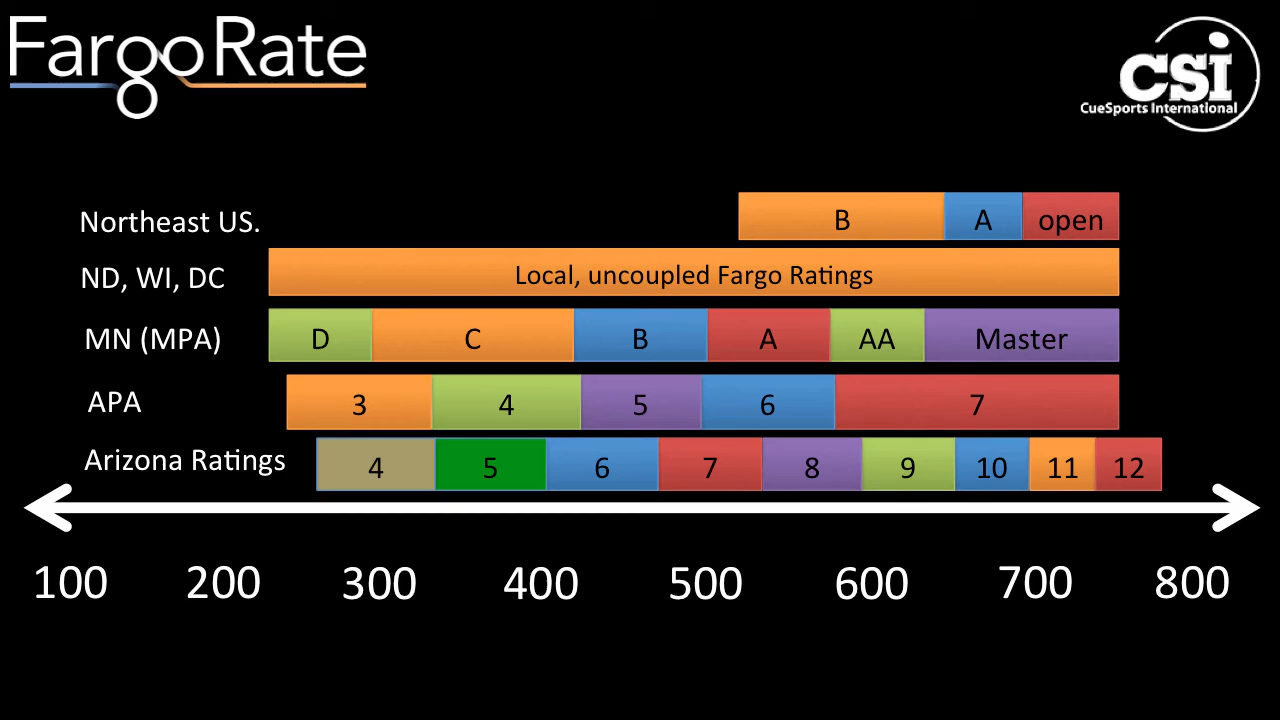 FargoRate
CSI
CueSports International
Northeast US. B A open
ND, WI, DC Local, uncoupled Fargo Ratings
MN (MPA) D C B A AA Master
APA 3 4 5 6 7
Arizona Ratings 4 5 6 7 8 9 10 11 12
100 200 300 400 500 600 700 800